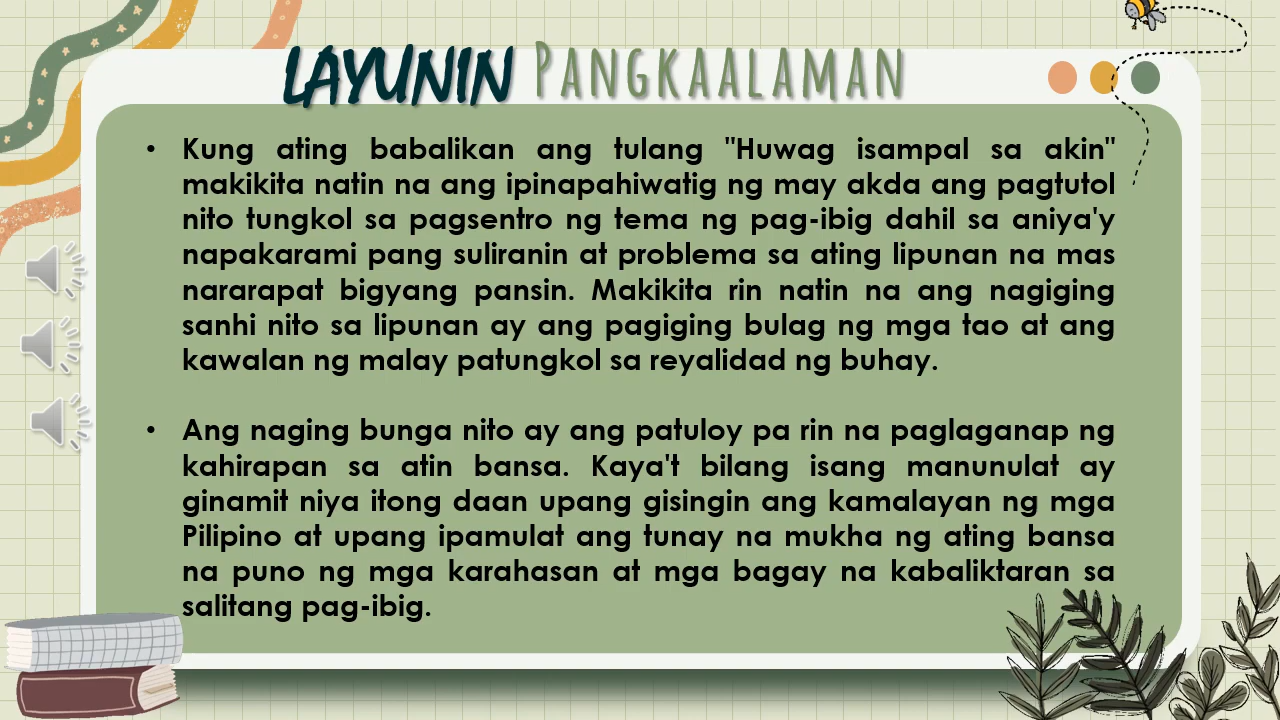 LAYUNIN PANGKAALAMAN
• Kung ating babalikan ang tulang "Huwag isampal sa akin"
makikita natin na ang ipinapahiwatig ng may akda ang pagtutol
nito tungkol sa pagsentro ng tema ng pag-ibig dahil sa aniya'y
napakarami pang suliranin at problema sa ating lipunan na mas
nararapat bigyang pansin. Makikita rin natin na ang nagiging
sanhi nito sa lipunan ay ang pagiging bulag ng mga tao at ang
kawalan ng malay patungkol sa reyalidad ng buhay.
• Ang naging bunga nito ay ang patuloy pa rin na paglaganap ng
kahirapan sa atin bansa. Kaya't bilang isang manunulat ay
ginamit niya itong daan upang gisingin ang kamalayan ng mga
Pilipino at upang ipamulat ang tunay na mukha ng ating bansa
na puno ng mga karahasan at mga bagay na kabaliktaran sa
salitang pag-ibig.